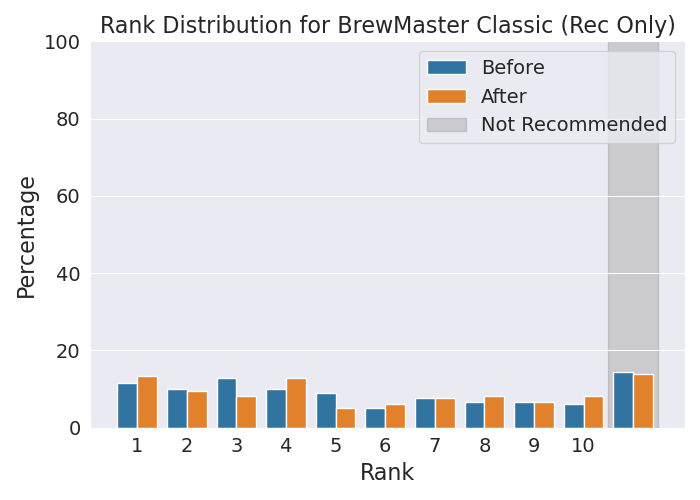 Rank Distribution for BrewMaster Classic (Rec Only)
100
80
60
40
20
0
Percentage
Before
After
Not Recommended
1 2 3 4 5 6 7 8 9 10
Rank